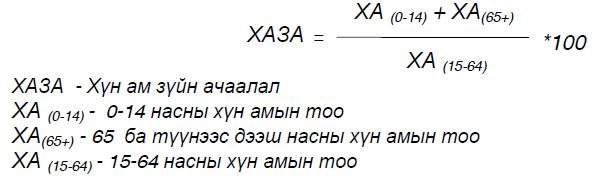 ХА (0-14) + ХА(65+)
ХАЗА = *100
ХА (15-64)
ХАЗА - Хүн ам зүйн ачаалал
ХА (0-14) - 0-14 насны хүн амын тоо
ХА(65+) - 65 ба түүнээс дээш насны хүн амын тоо
ХА (15-64) - 15-64 насны хүн амын тоо